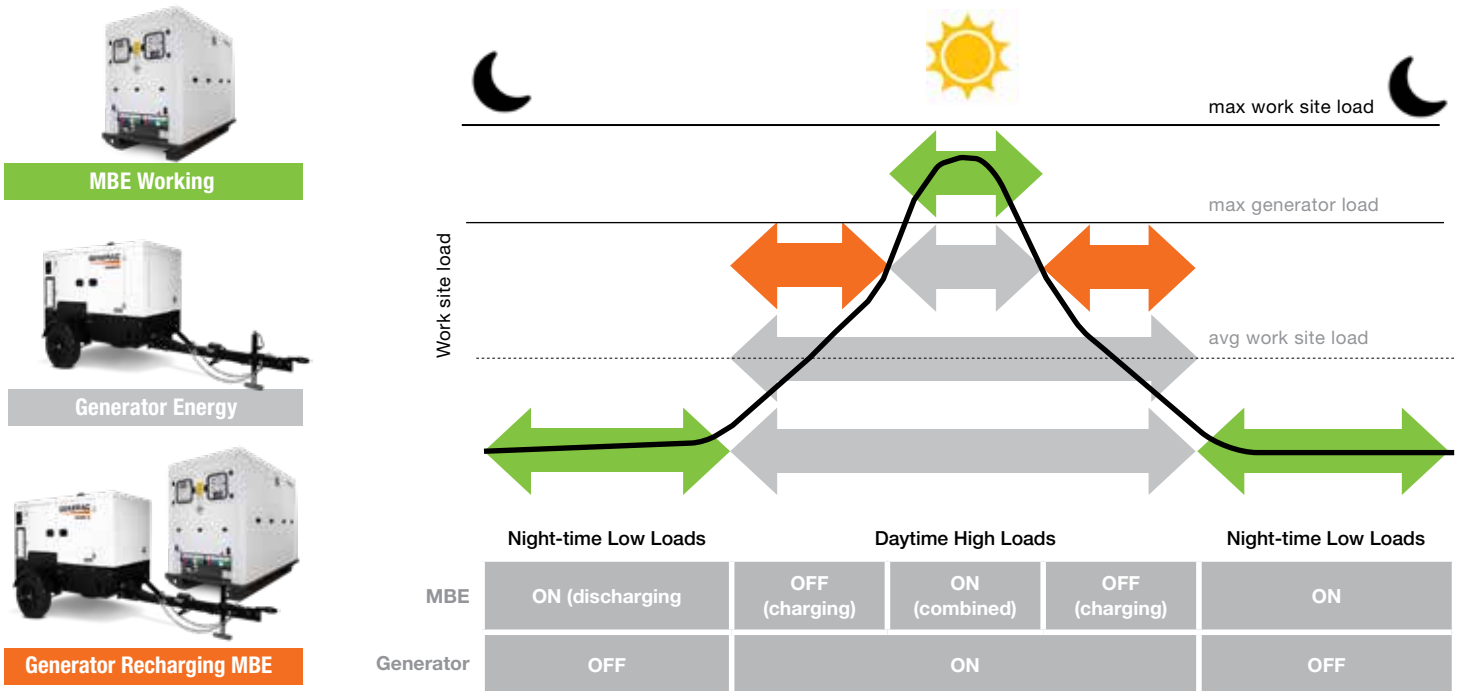 MBE Working
GENERAC
Generator Energy
GENERAC
Generator Recharging MBE
max work site load
max generator load
Work site load
avg work site load
Night-time Low Loads
Daytime High Loads
Night-time Low Loads
MBE
ON (discharging
OFF
(charging)
ON
(combined)
OFF
(charging)
ON
Generator
OFF
ON
OFF